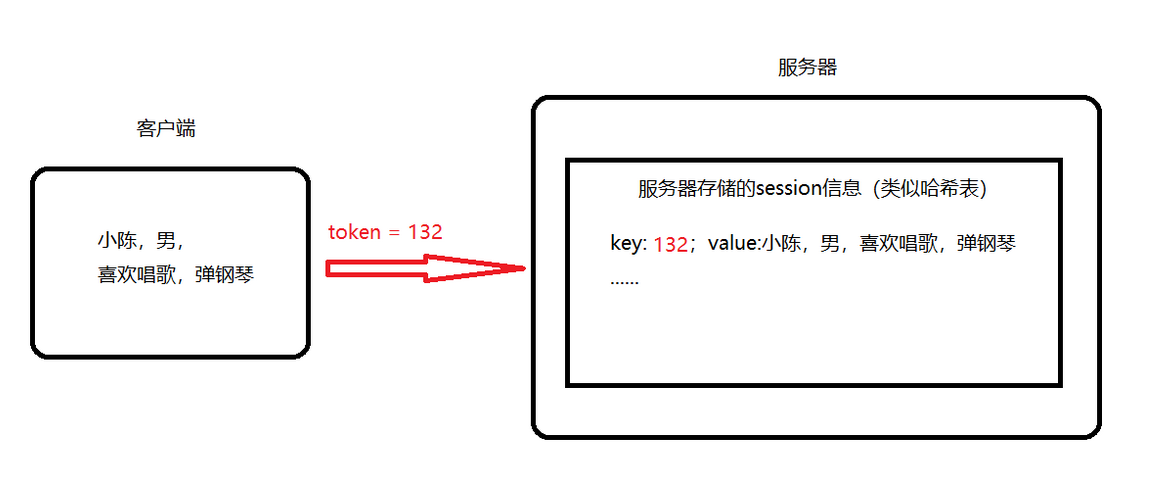 服务器
客户端
服务器存储的session信息（类似哈希表）
小陈，男，
喜欢唱歌，弹钢琴
token = 132
key: 132；value:小陈，男，喜欢唱歌，弹钢琴
......